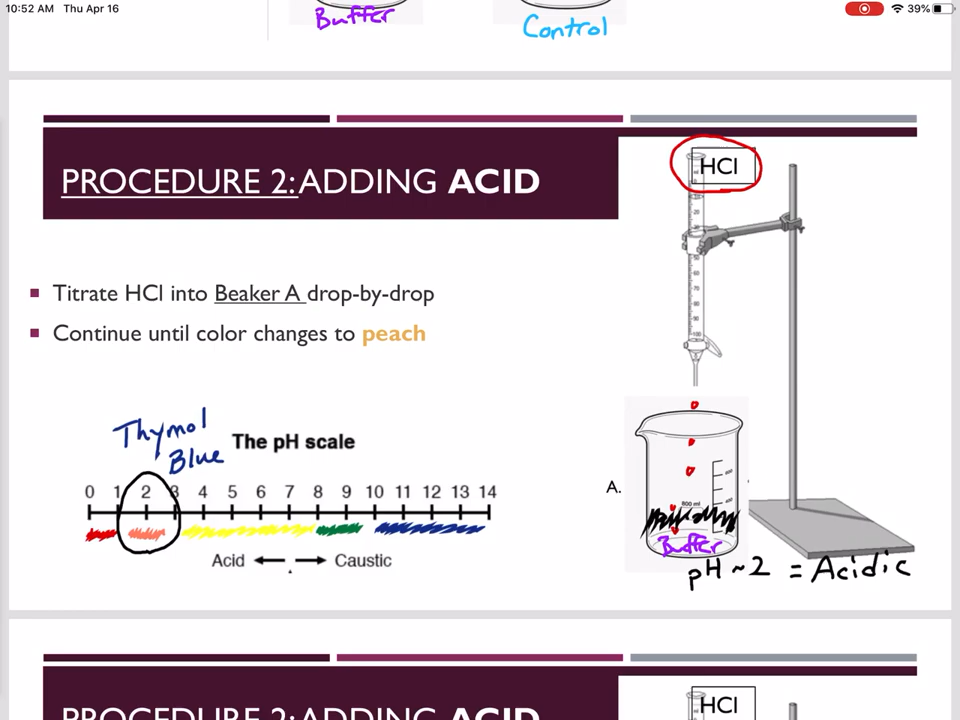 10:52 AM Thu Apr 16
39%
Buffer
Control
HCl
PROCEDURE 2: ADDING ACID
Titrate HCl into Beaker A drop-by-drop
Continue until color changes to peach
Thymol
Blue
The pH scale
0 1 2 3 4 5 6 7 8 9 10 11 12 13 14
Acid Caustic
A.
800 ml
Buffer
pH ~2 = Acidic
HCl
PROCEDURE 2: ADDING ACID